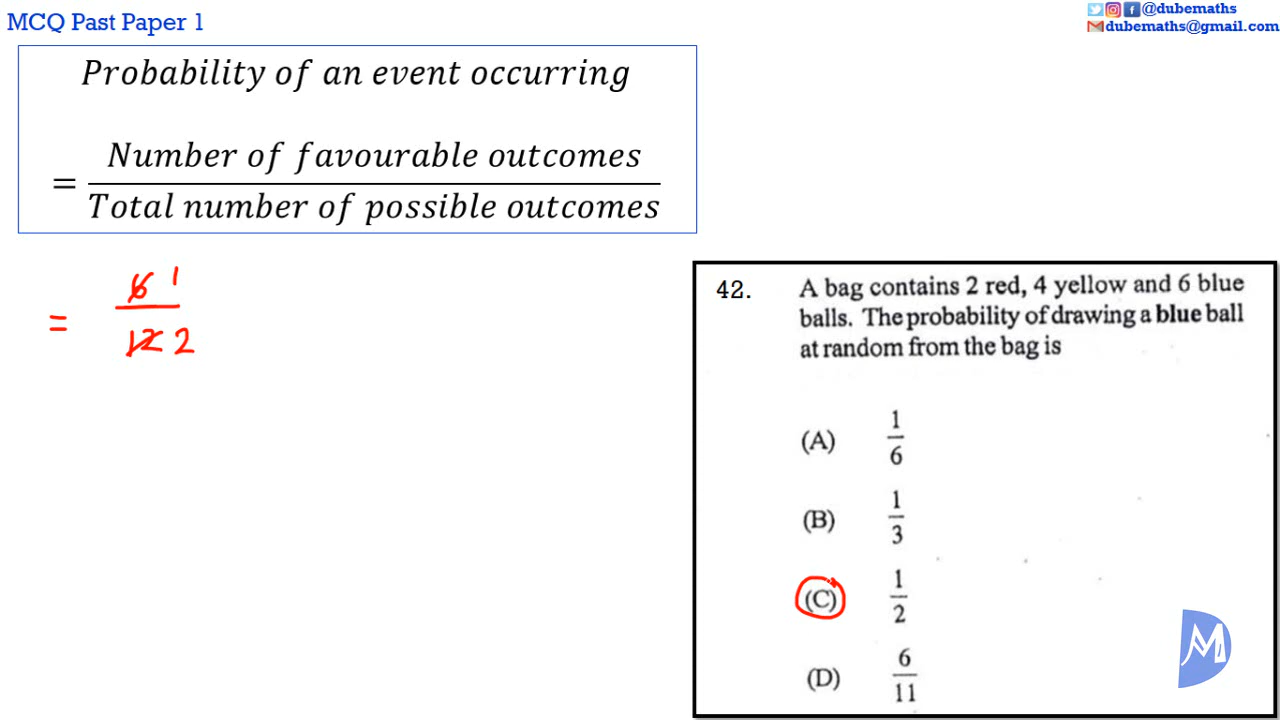 MCQ Past Paper 1
@dubemaths
dubemaths@gmail.com
Probability of an event occurring
= Number of favourable outcomes
Total number of possible outcomes
= 6 1
12 2
42. A bag contains 2 red, 4 yellow and 6 blue
balls. The probability of drawing a blue ball
at random from the bag is
(A) 1/6
(B) 1/3
(C) 1/2
(D) 6/11
M